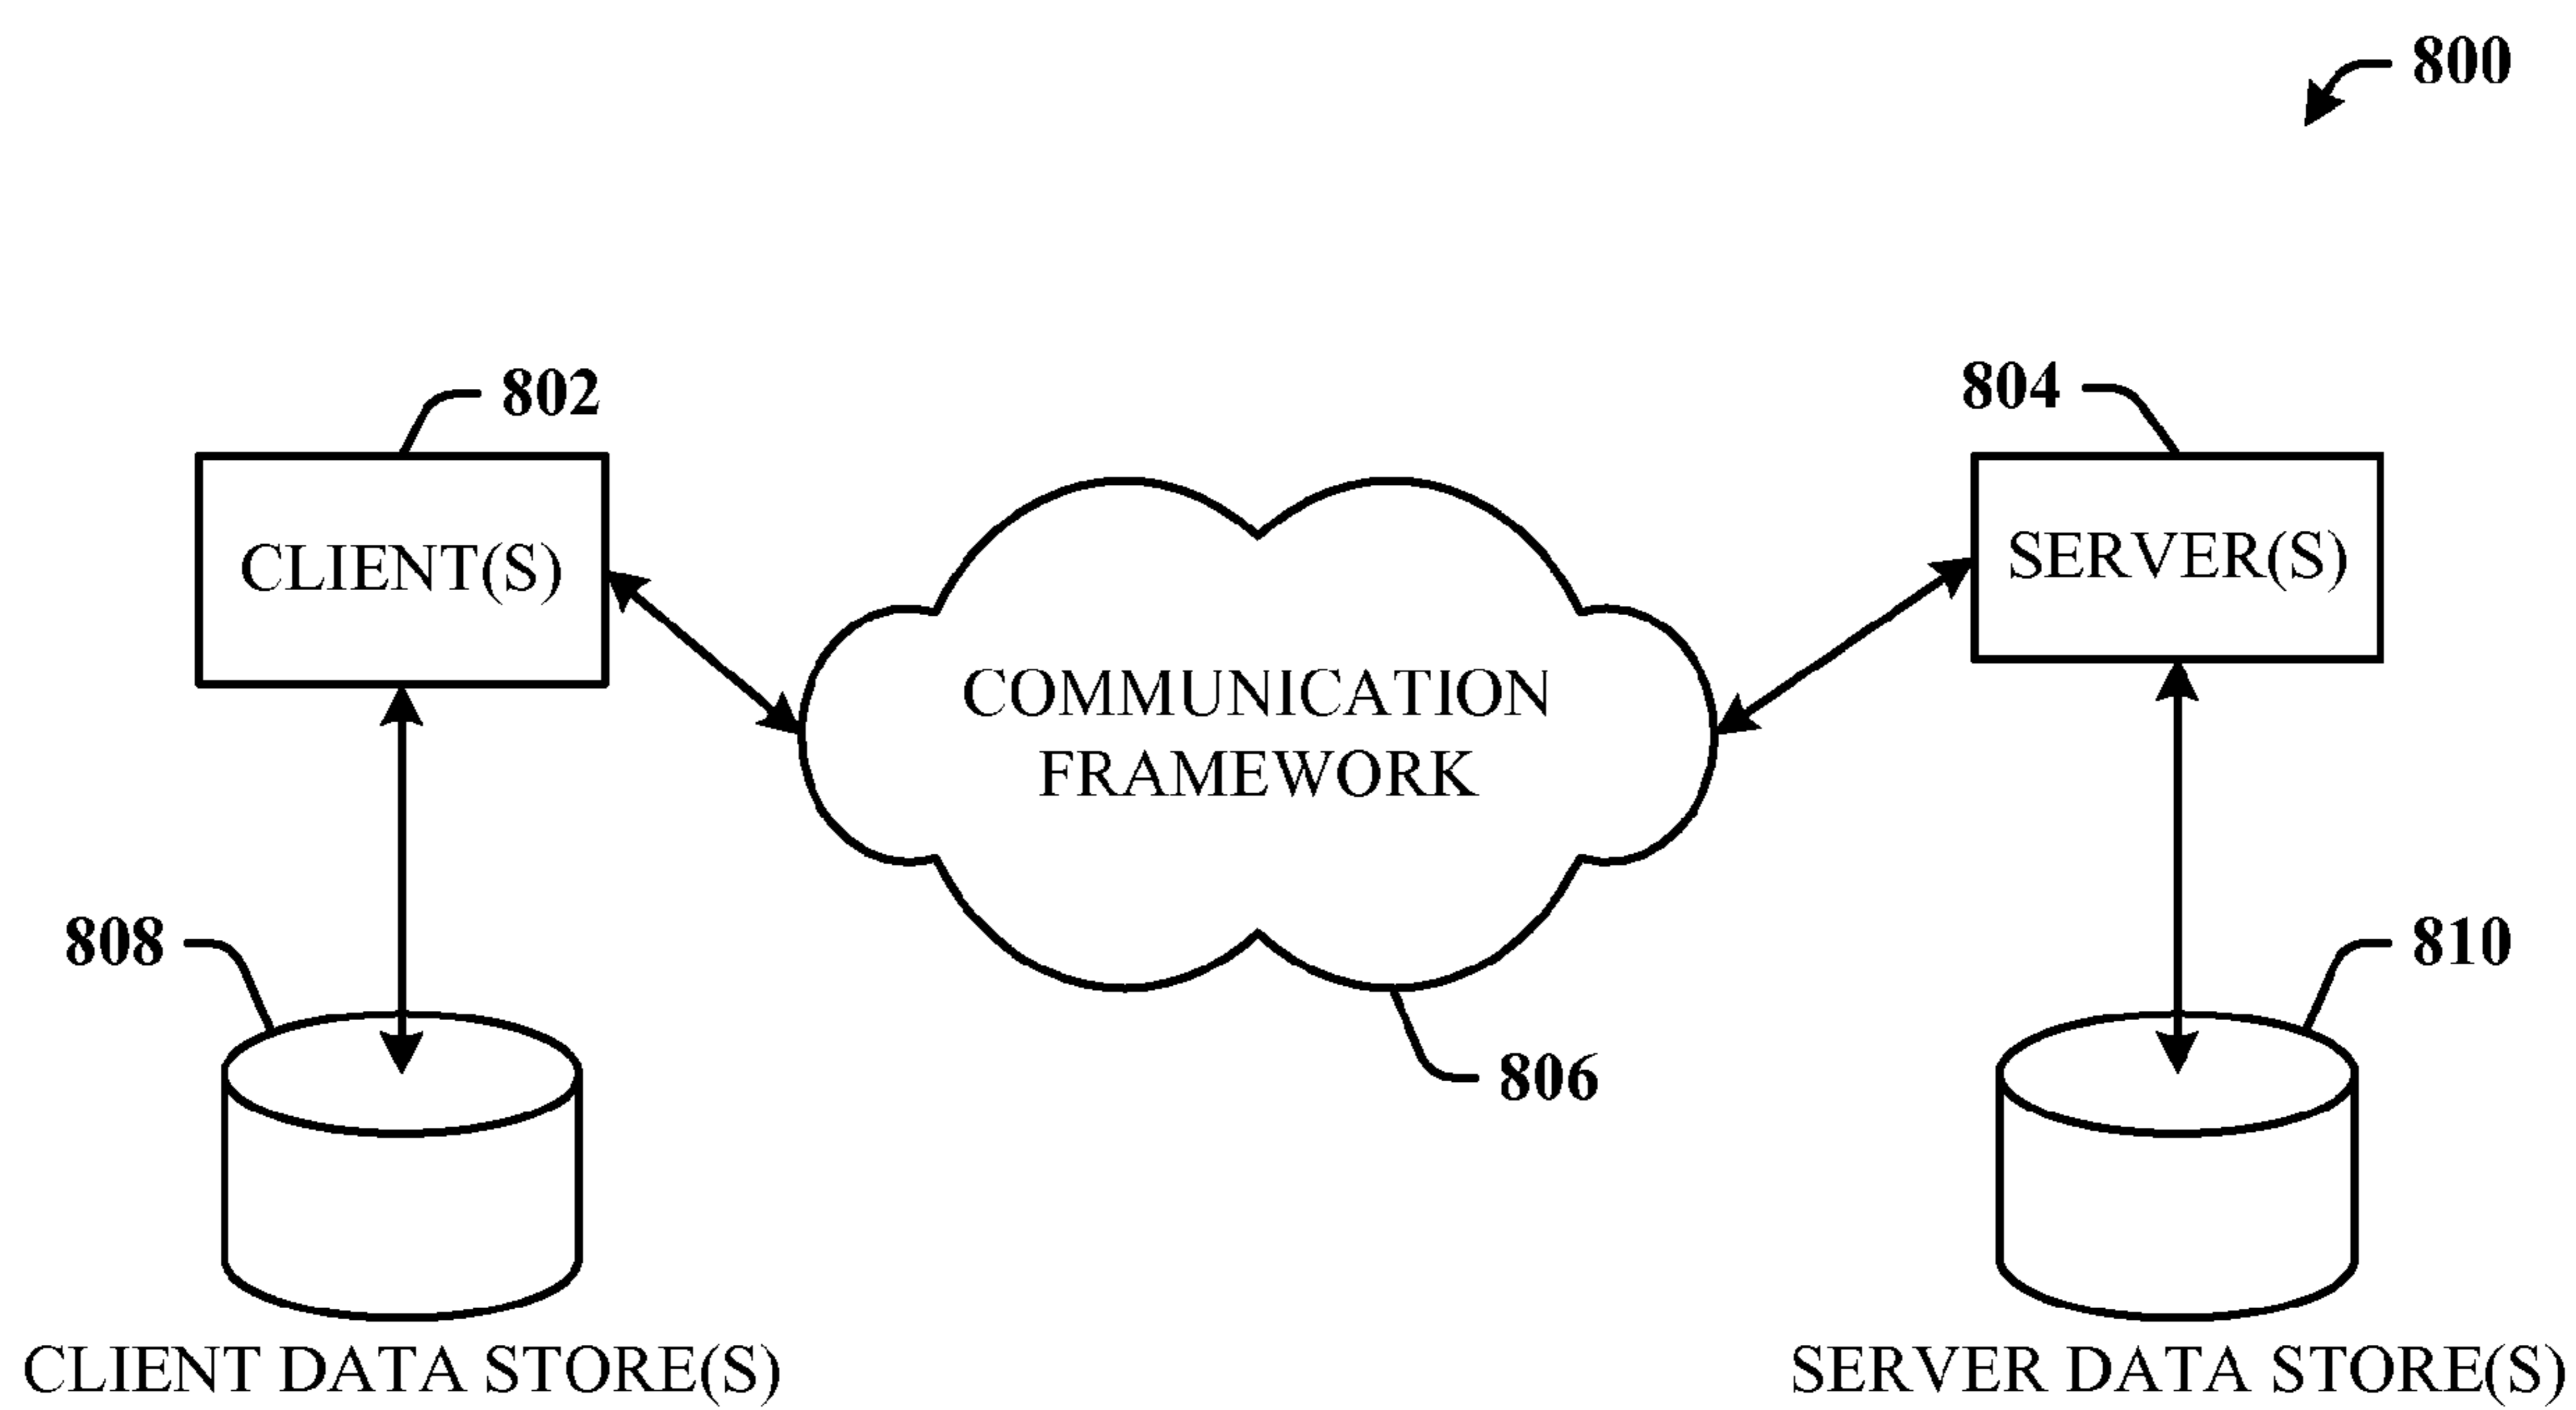 800
802
804
CLIENT(S)
SERVER(S)
COMMUNICATION
FRAMEWORK
808
810
806
CLIENT DATA STORE(S)
SERVER DATA STORE(S)